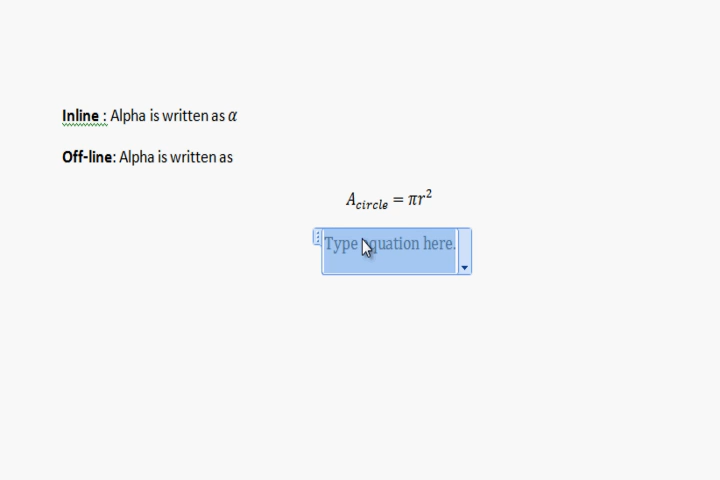 Inline : Alpha is written as α
Off-line: Alpha is written as
A_circle = πr²
Type equation here.